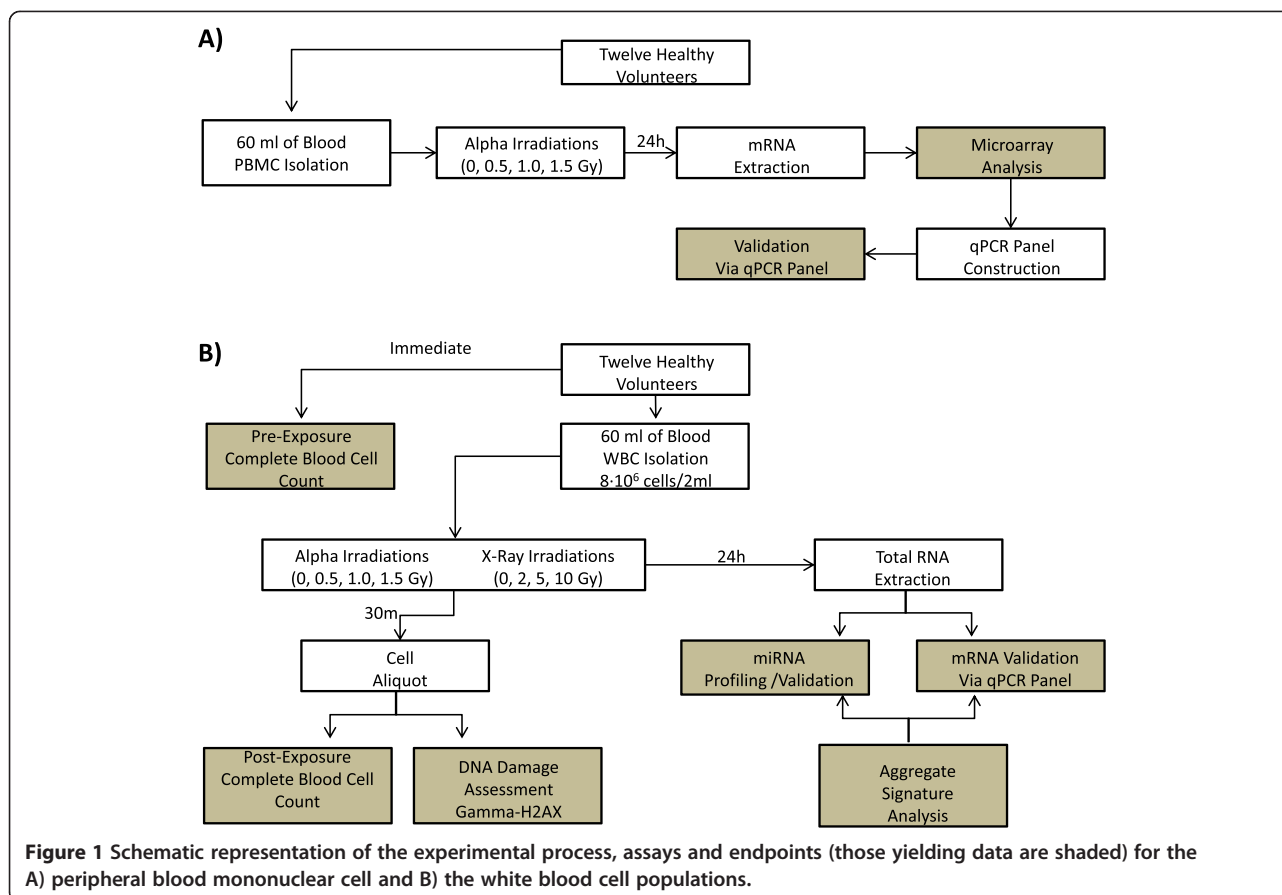 A)
Twelve Healthy
Volunteers
60 ml of Blood
PBMC Isolation
Alpha Irradiations
(0, 0.5, 1.0, 1.5 Gy)
24h
mRNA
Extraction
Microarray
Analysis
Validation
Via qPCR Panel
qPCR Panel
Construction
B)
Immediate
Twelve Healthy
Volunteers
Pre-Exposure
Complete Blood Cell
Count
60 ml of Blood
WBC Isolation
8·10⁶ cells/2ml
Alpha Irradiations
(0, 0.5, 1.0, 1.5 Gy)
X-Ray Irradiations
(0, 2, 5, 10 Gy)
24h
Total RNA
Extraction
30m
Cell
Aliquot
miRNA
Profiling /Validation
mRNA Validation
Via qPCR Panel
Post-Exposure
Complete Blood Cell
Count
DNA Damage
Assessment
Gamma-H2AX
Aggregate
Signature
Analysis
Figure 1 Schematic representation of the experimental process, assays and endpoints (those yielding data are shaded) for the
A) peripheral blood mononuclear cell and B) the white blood cell populations.